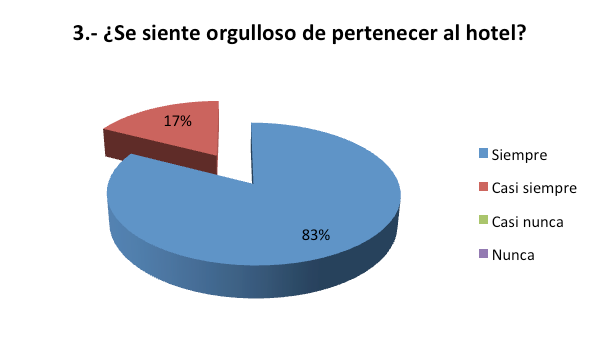 3.- ¿Se siente orgulloso de pertenecer al hotel?
17%
83%
Siempre
Casi siempre
Casi nunca
Nunca